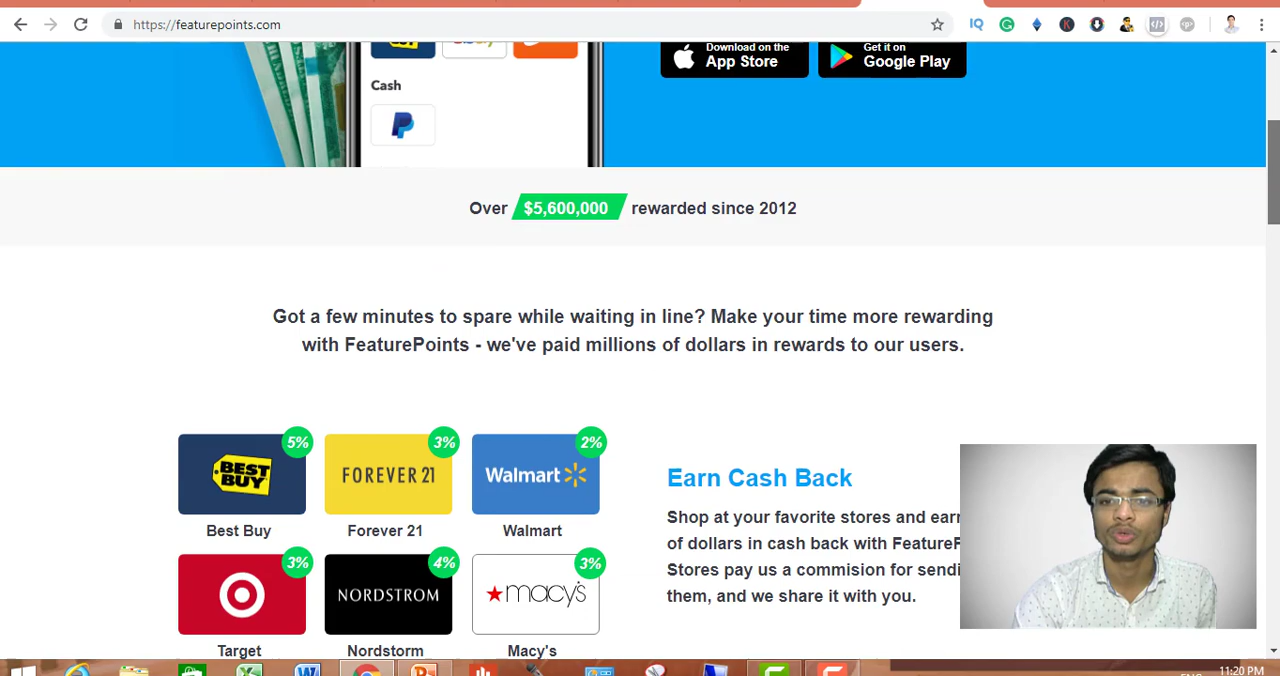 https://featurepoints.com
Download on the
App Store
Get it on
Google Play
Cash
Over $5,600,000 rewarded since 2012
Got a few minutes to spare while waiting in line? Make your time more rewarding
with FeaturePoints - we've paid millions of dollars in rewards to our users.
5%
3%
2%
BEST BUY
FOREVER 21
Walmart
Best Buy
Forever 21
Walmart
Earn Cash Back
Shop at your favorite stores and earn
of dollars in cash back with FeatureP
Stores pay us a commision for sendi
them, and we share it with you.
3%
4%
3%
NORDSTROM
macy's
Target
Nordstorm
Macy's
11:20 PM